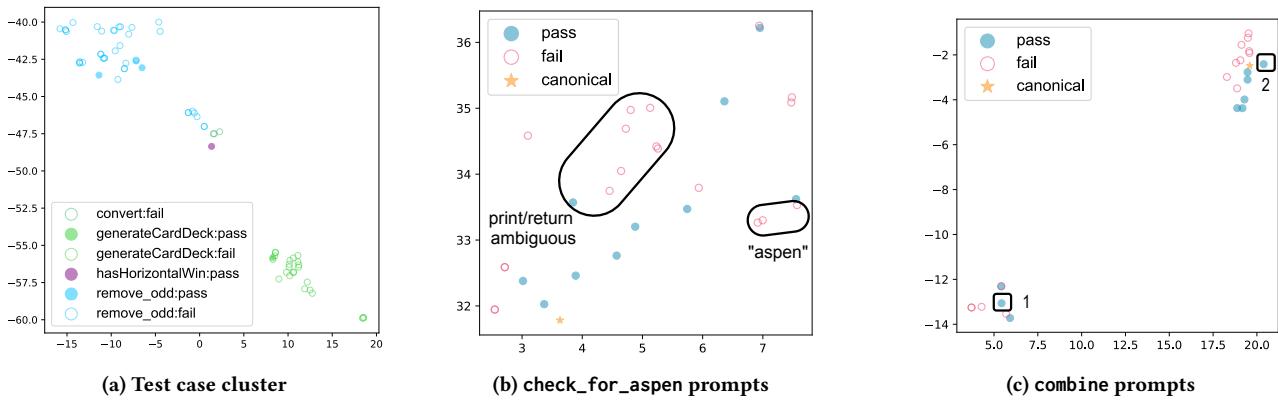 −40.0
−42.5
−45.0
−47.5
−50.0
−52.5
−55.0
−57.5
−60.0
convert:fail
generateCardDeck:pass
generateCardDeck:fail
hasHorizontalWin:pass
remove_odd:pass
remove_odd:fail
−15 −10 −5 0 5 10 15 20
(a) Test case cluster
36
35
34
33
32
pass
fail
canonical
print/return
ambiguous
"aspen"
3 4 5 6 7
(b) check_for_aspen prompts
−2
−4
−6
−8
−10
−12
−14
pass
fail
canonical
2
1
5.0 7.5 10.0 12.5 15.0 17.5 20.0
(c) combine prompts